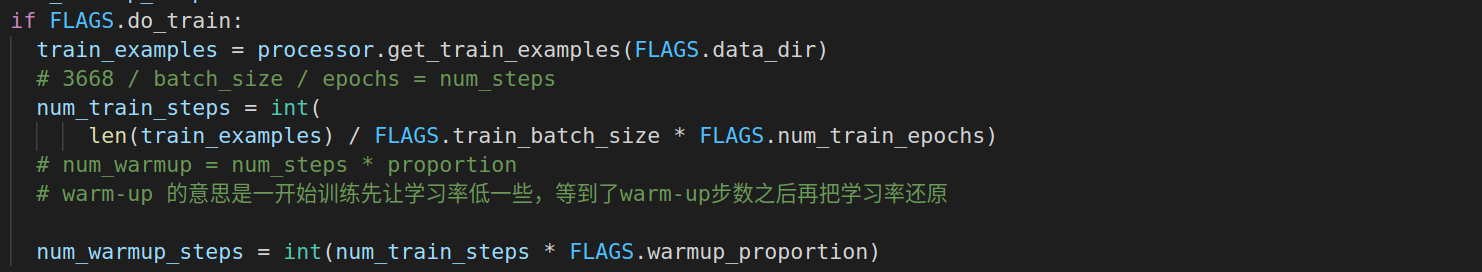 if FLAGS.do_train:
train_examples = processor.get_train_examples(FLAGS.data_dir)
# 3668 / batch_size / epochs = num_steps
num_train_steps = int(
len(train_examples) / FLAGS.train_batch_size * FLAGS.num_train_epochs)
# num_warmup = num_steps * proportion
# warm-up 的意思是一开始训练先让学习率低一些，等到了warm-up步数之后再把学习率还原
num_warmup_steps = int(num_train_steps * FLAGS.warmup_proportion)